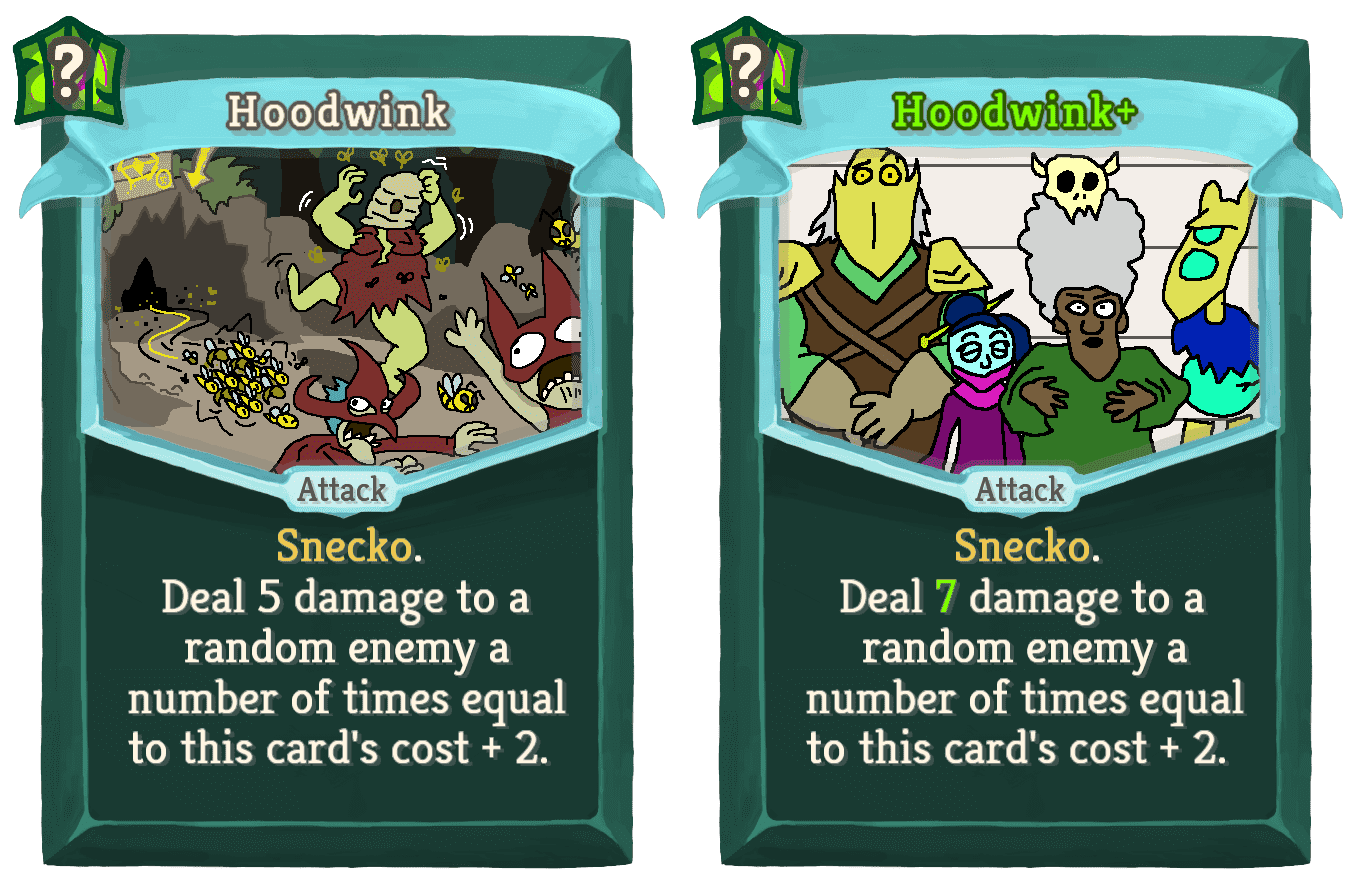 ?
Hoodwink
Attack
Snecko.
Deal 5 damage to a
random enemy a
number of times equal
to this card's cost + 2.
?
Hoodwink+
Attack
Snecko.
Deal 7 damage to a
random enemy a
number of times equal
to this card's cost + 2.